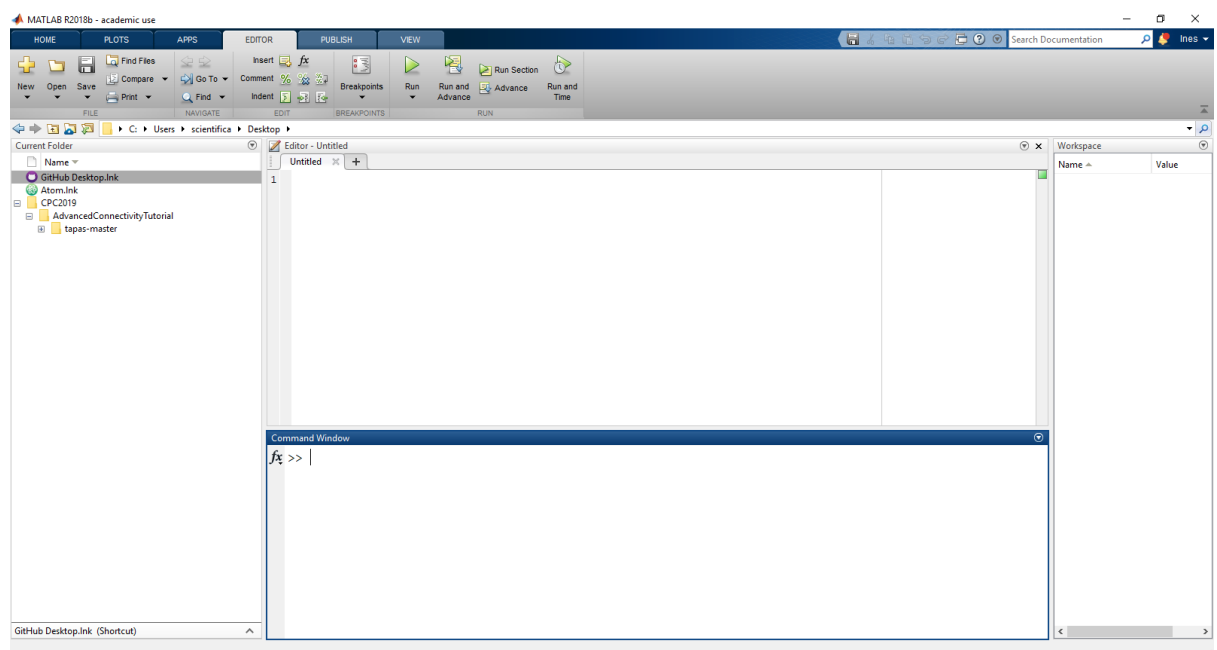 MATLAB R2018b - academic use
HOME PLOTS APPS EDITOR PUBLISH VIEW Search Documentation Ines
New Open Save
Find Files
Compare
Print
Go To
Find
Insert fx
Comment
Indent
Breakpoints
Run
Run and Advance
Run Section
Advance
Run and Time
FILE NAVIGATE EDIT BREAKPOINTS RUN
C: Users scientifica Desktop
Current Folder
Name
GitHub Desktop.lnk
Atom.lnk
CPC2019
AdvancedConnectivityTutorial
tapas-master
GitHub Desktop.lnk (Shortcut)
Editor - Untitled
Untitled
1
Command Window
fx >>
Workspace
Name Value